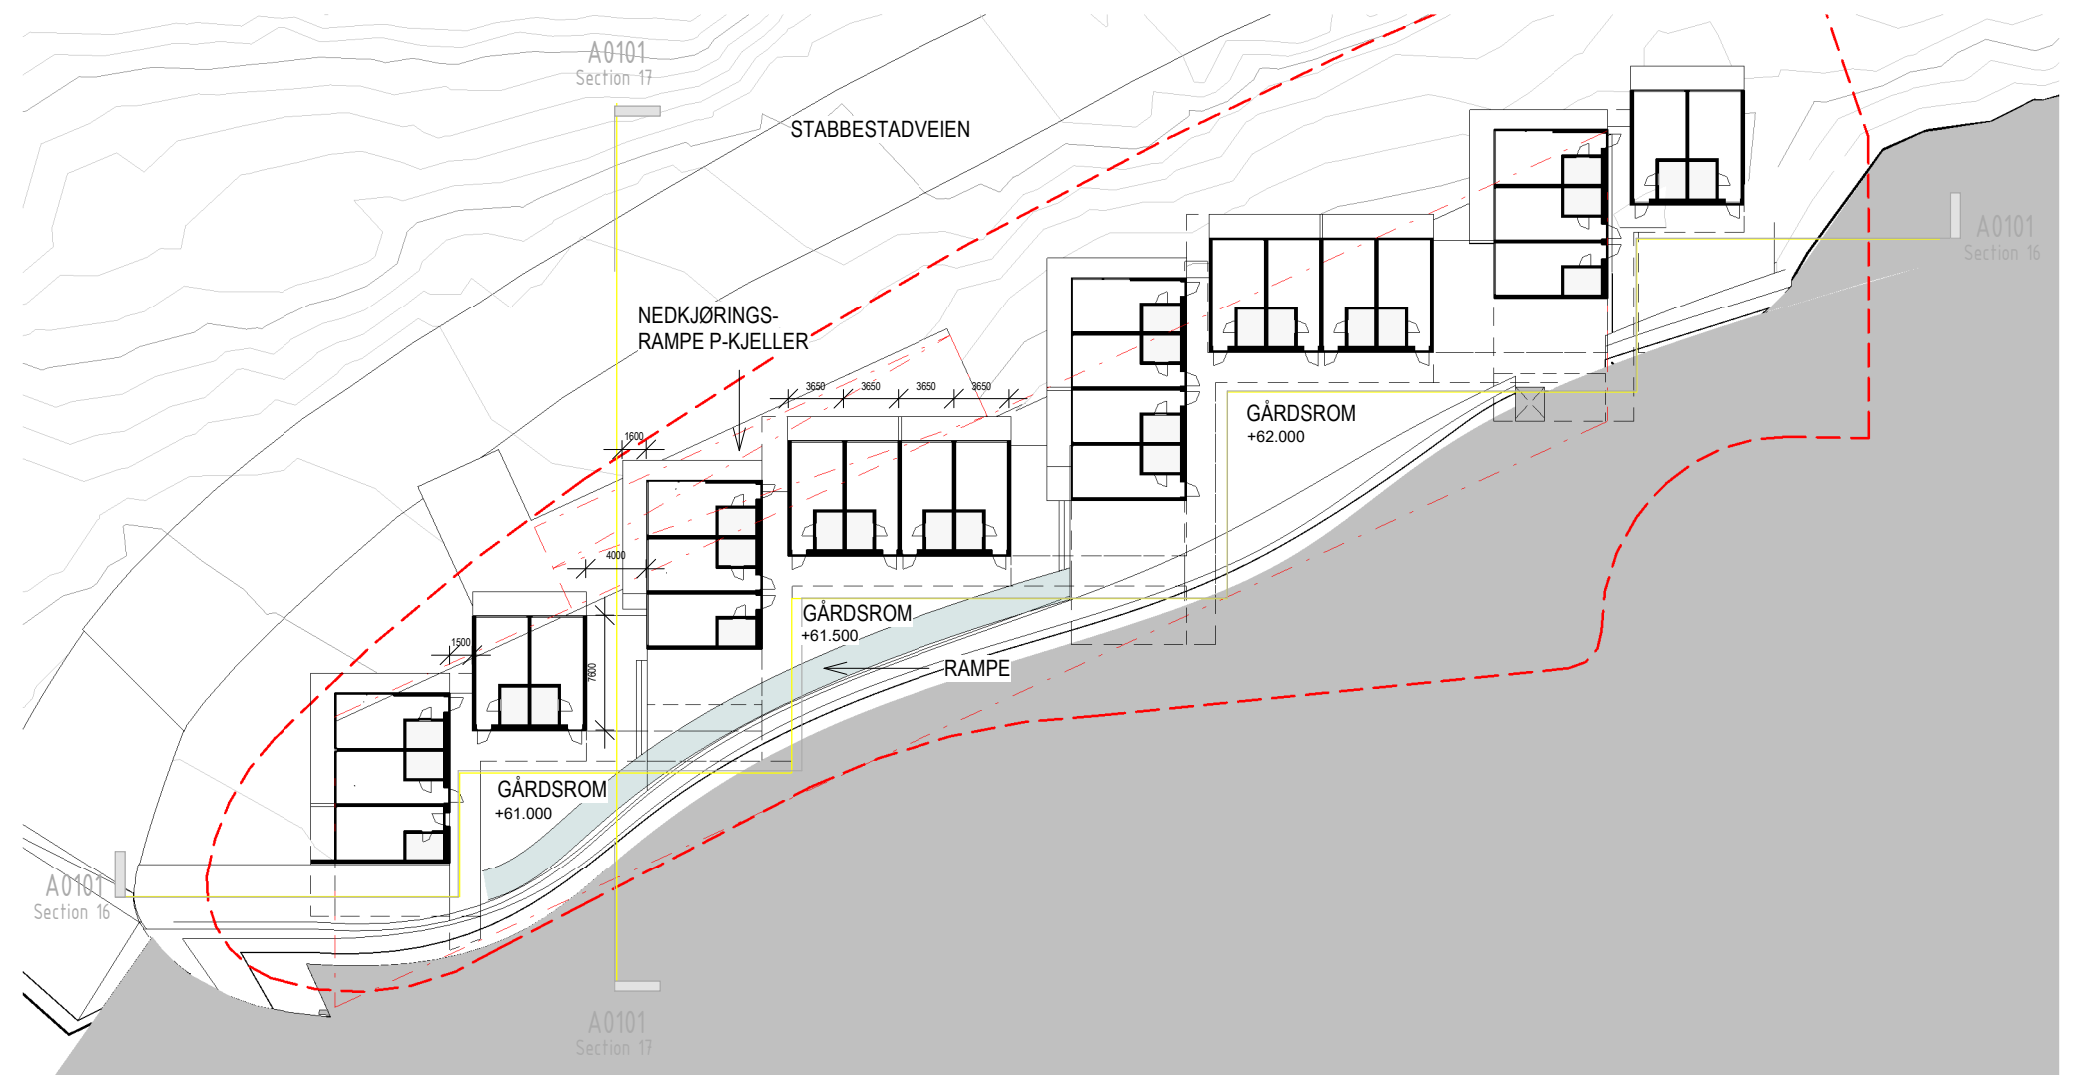 A0101
Section 17
STABBESTADVEIEN
A0101
Section 16
NEDKJØRINGS-
RAMPE P-KJELLER
3650
3650
3650
3650
GÅRDSROM
+62.000
1600
4000
GÅRDSROM
+61.500
1500
7600
RAMPE
GÅRDSROM
+61.000
A0101
Section 16
A0101
Section 17